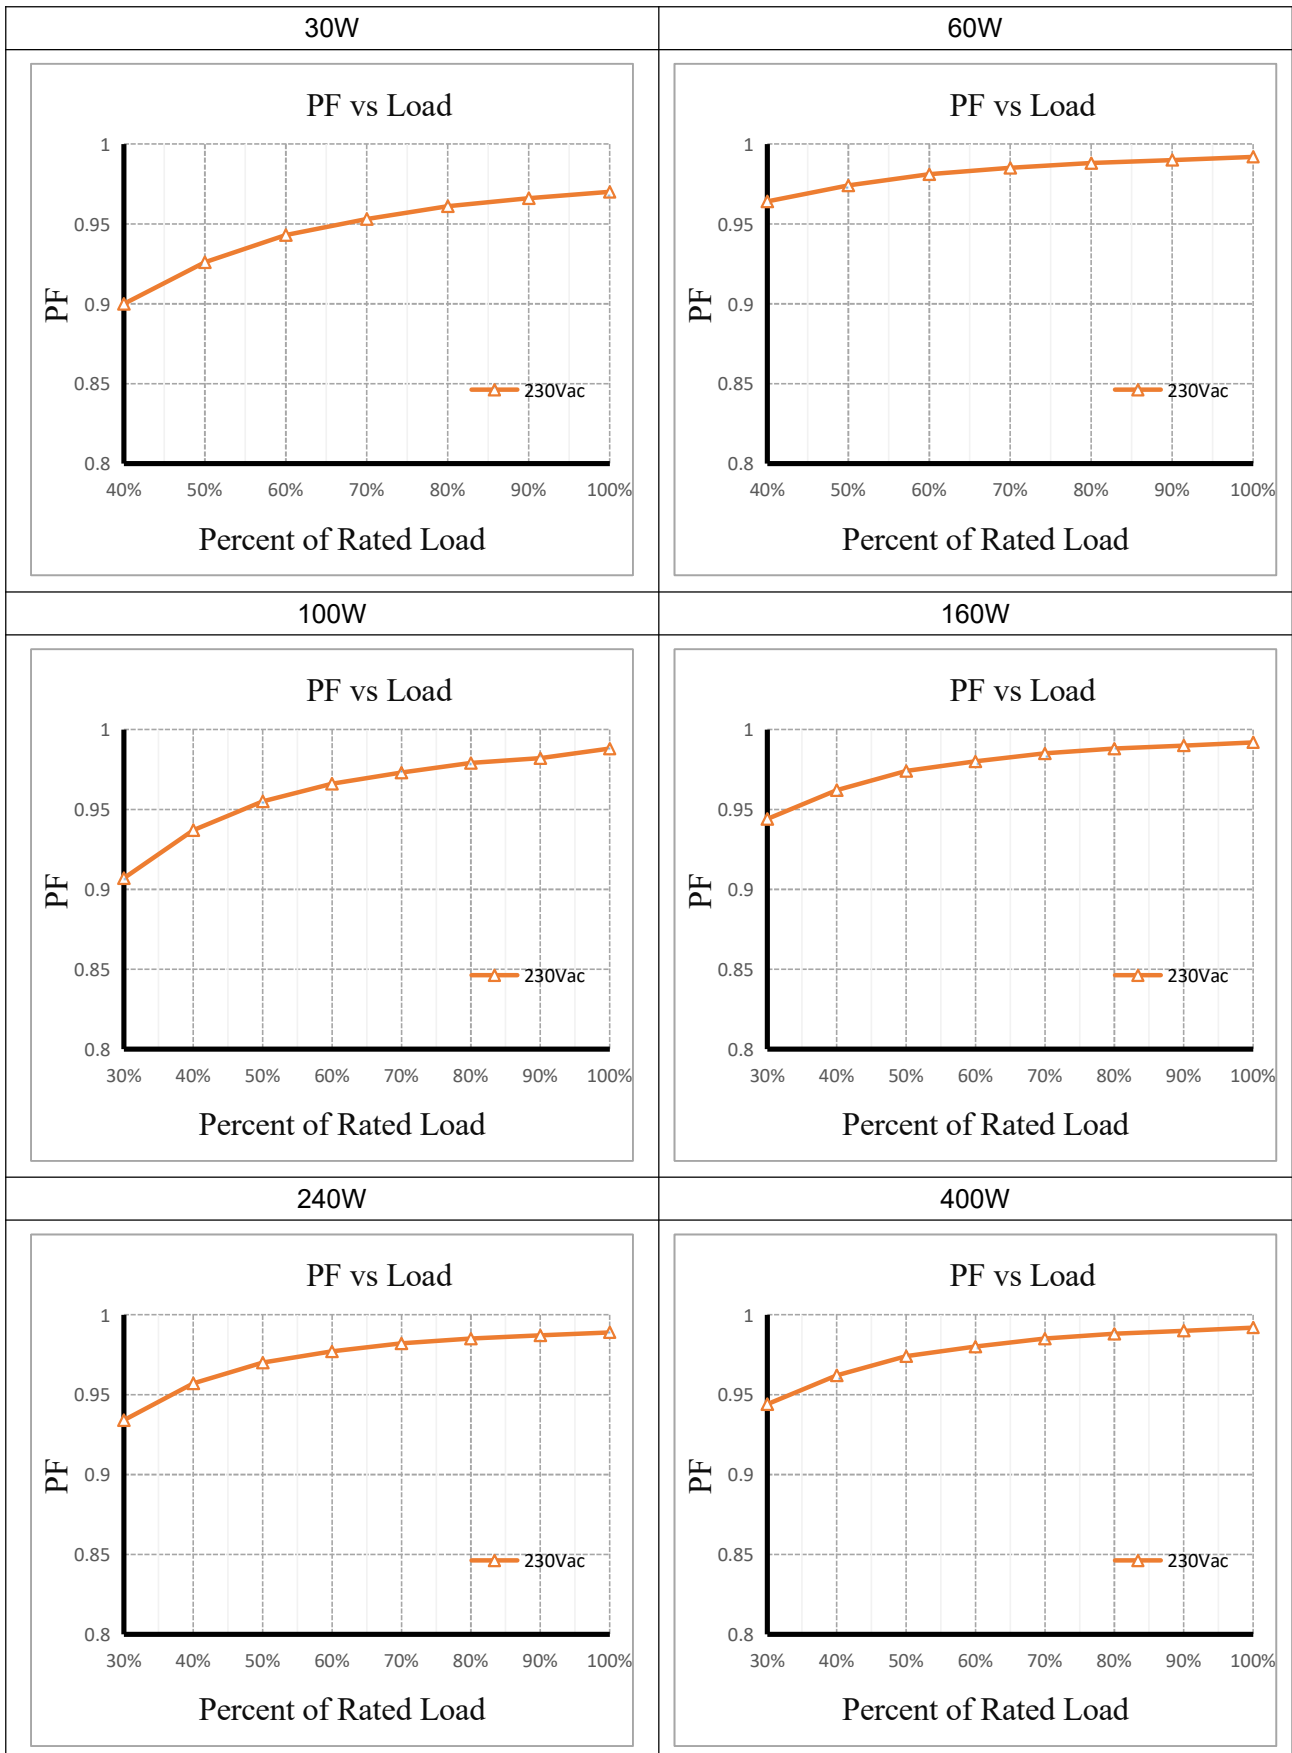 30W
60W
PF vs Load
1
0.95
0.9
0.85
0.8
PF
230Vac
40% 50% 60% 70% 80% 90% 100%
Percent of Rated Load
PF vs Load
1
0.95
0.9
0.85
0.8
PF
230Vac
40% 50% 60% 70% 80% 90% 100%
Percent of Rated Load
100W
160W
PF vs Load
1
0.95
0.9
0.85
0.8
PF
230Vac
30% 40% 50% 60% 70% 80% 90% 100%
Percent of Rated Load
PF vs Load
1
0.95
0.9
0.85
0.8
PF
230Vac
30% 40% 50% 60% 70% 80% 90% 100%
Percent of Rated Load
240W
400W
PF vs Load
1
0.95
0.9
0.85
0.8
PF
230Vac
30% 40% 50% 60% 70% 80% 90% 100%
Percent of Rated Load
PF vs Load
1
0.95
0.9
0.85
0.8
PF
230Vac
30% 40% 50% 60% 70% 80% 90% 100%
Percent of Rated Load